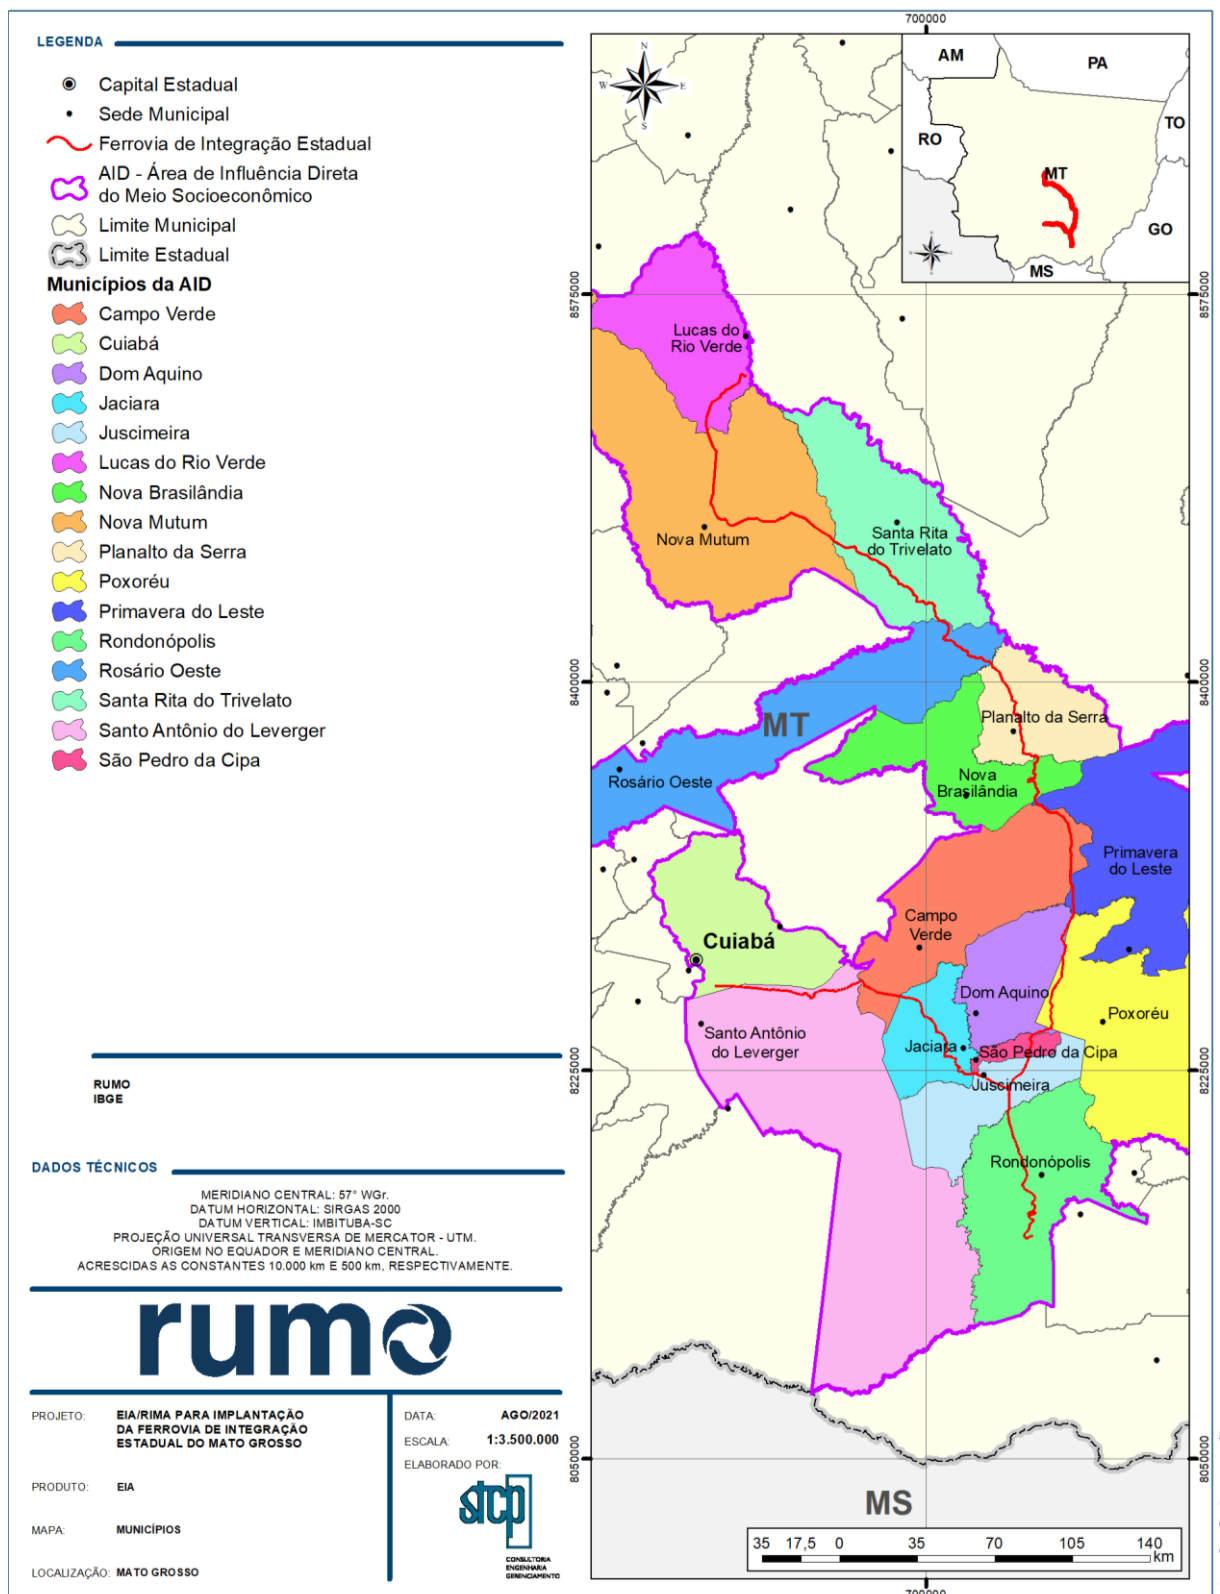 LEGENDA
Capital Estadual
Sede Municipal
Ferrovia de Integração Estadual
AID - Área de Influência Direta
do Meio Socioeconômico
Limite Municipal
Limite Estadual
Municípios da AID
Campo Verde
Cuiabá
Dom Aquino
Jaciara
Juscimeira
Lucas do Rio Verde
Nova Brasilândia
Nova Mutum
Planalto da Serra
Poxoréu
Primavera do Leste
Rondonópolis
Rosário Oeste
Santa Rita do Trivelato
Santo Antônio do Leverger
São Pedro da Cipa
RUMO
IBGE
DADOS TÉCNICOS
MERIDIANO CENTRAL: 57° WGr.
DATUM HORIZONTAL: SIRGAS 2000
DATUM VERTICAL: IMBITUBA-SC
PROJEÇÃO UNIVERSAL TRANSVERSA DE MERCATOR - UTM.
ORIGEM NO EQUADOR E MERIDIANO CENTRAL.
ACRESCIDAS AS CONSTANTES 10.000 km E 500 km, RESPECTIVAMENTE.
rumo
PROJETO: EIA/RIMA PARA IMPLANTAÇÃO
DA FERROVIA DE INTEGRAÇÃO
ESTADUAL DO MATO GROSSO
PRODUTO: EIA
MAPA: MUNICÍPIOS
LOCALIZAÇÃO: MATO GROSSO
DATA: AGO/2021
ESCALA: 1:3.500.000
ELABORADO POR:
stcp
CONSULTORIA
ENGENHARIA
GERENCIAMENTO
700000
N
W E
S
AM
PA
TO
RO
MT
GO
MS
8575000
8575000
Lucas do
Rio Verde
Nova Mutum
Santa Rita
do Trivelato
8400000
8400000
MT
Planalto da Serra
Rosário Oeste
Nova
Brasilândia
Primavera
do Leste
Campo
Verde
Cuiabá
Dom Aquino
Poxoréu
Santo Antônio
do Leverger
Jaciara
São Pedro da Cipa
Juscimeira
8225000
8225000
Rondonópolis
8050000
8050000
MS
35 17,5 0 35 70 105 140
km
700000